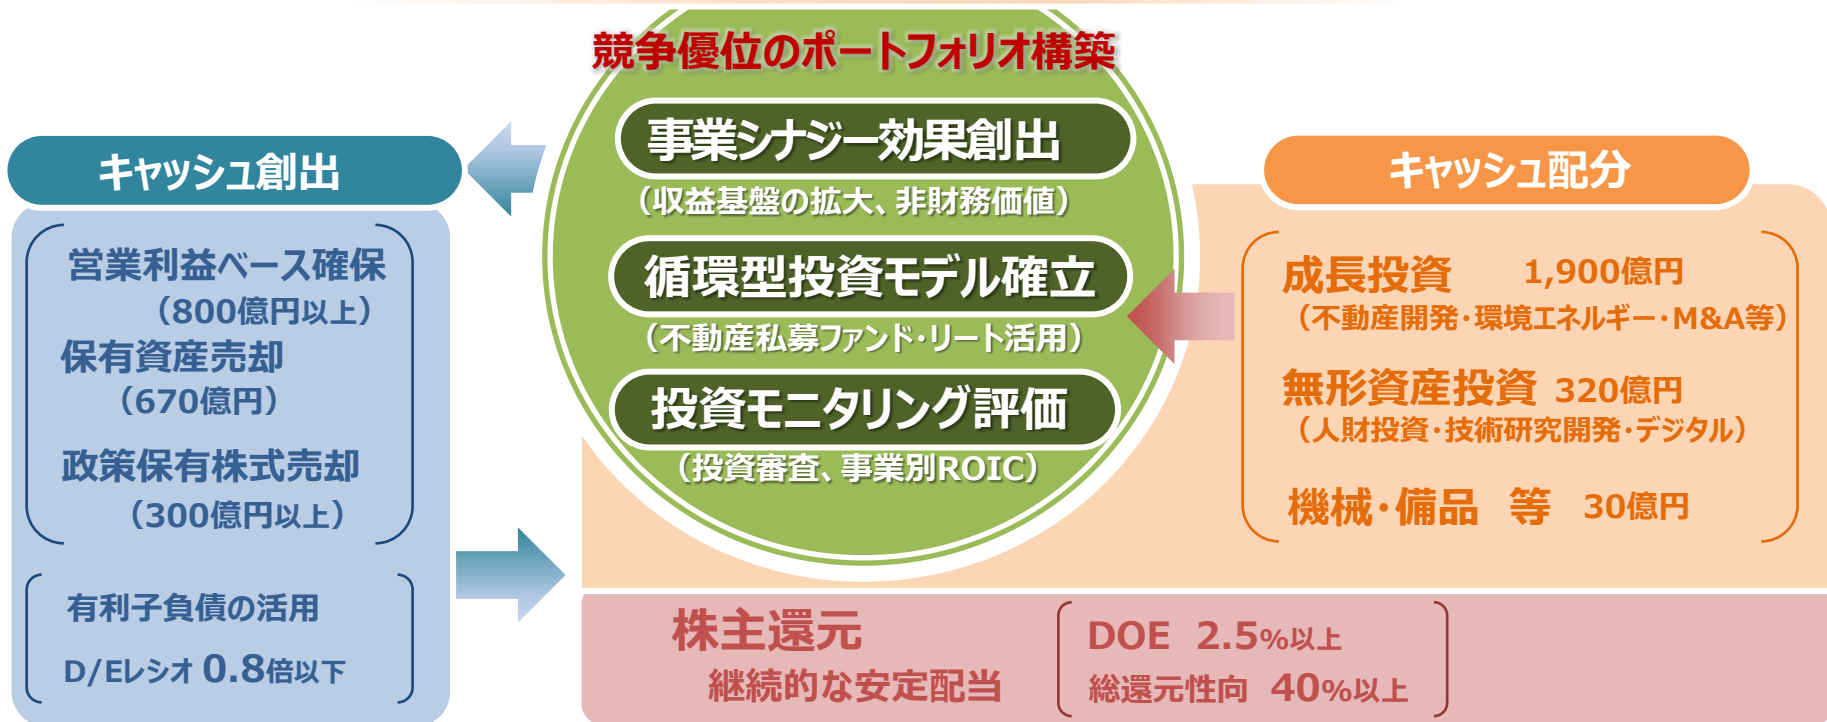 競争優位のポートフォリオ構築
事業シナジー効果創出
（収益基盤の拡大、非財務価値）
循環型投資モデル確立
（不動産私募ファンド・リート活用）
投資モニタリング評価
（投資審査、事業別ROIC）
キャッシュ創出
営業利益ベース確保
（800億円以上）
保有資産売却
（670億円）
政策保有株式売却
（300億円以上）
有利子負債の活用
D/Eレシオ 0.8倍以下
キャッシュ配分
成長投資 1,900億円
（不動産開発・環境エネルギー・M&A等）
無形資産投資 320億円
（人財投資・技術研究開発・デジタル）
機械・備品 等 30億円
株主還元
継続的な安定配当
DOE 2.5%以上
総還元性向 40%以上